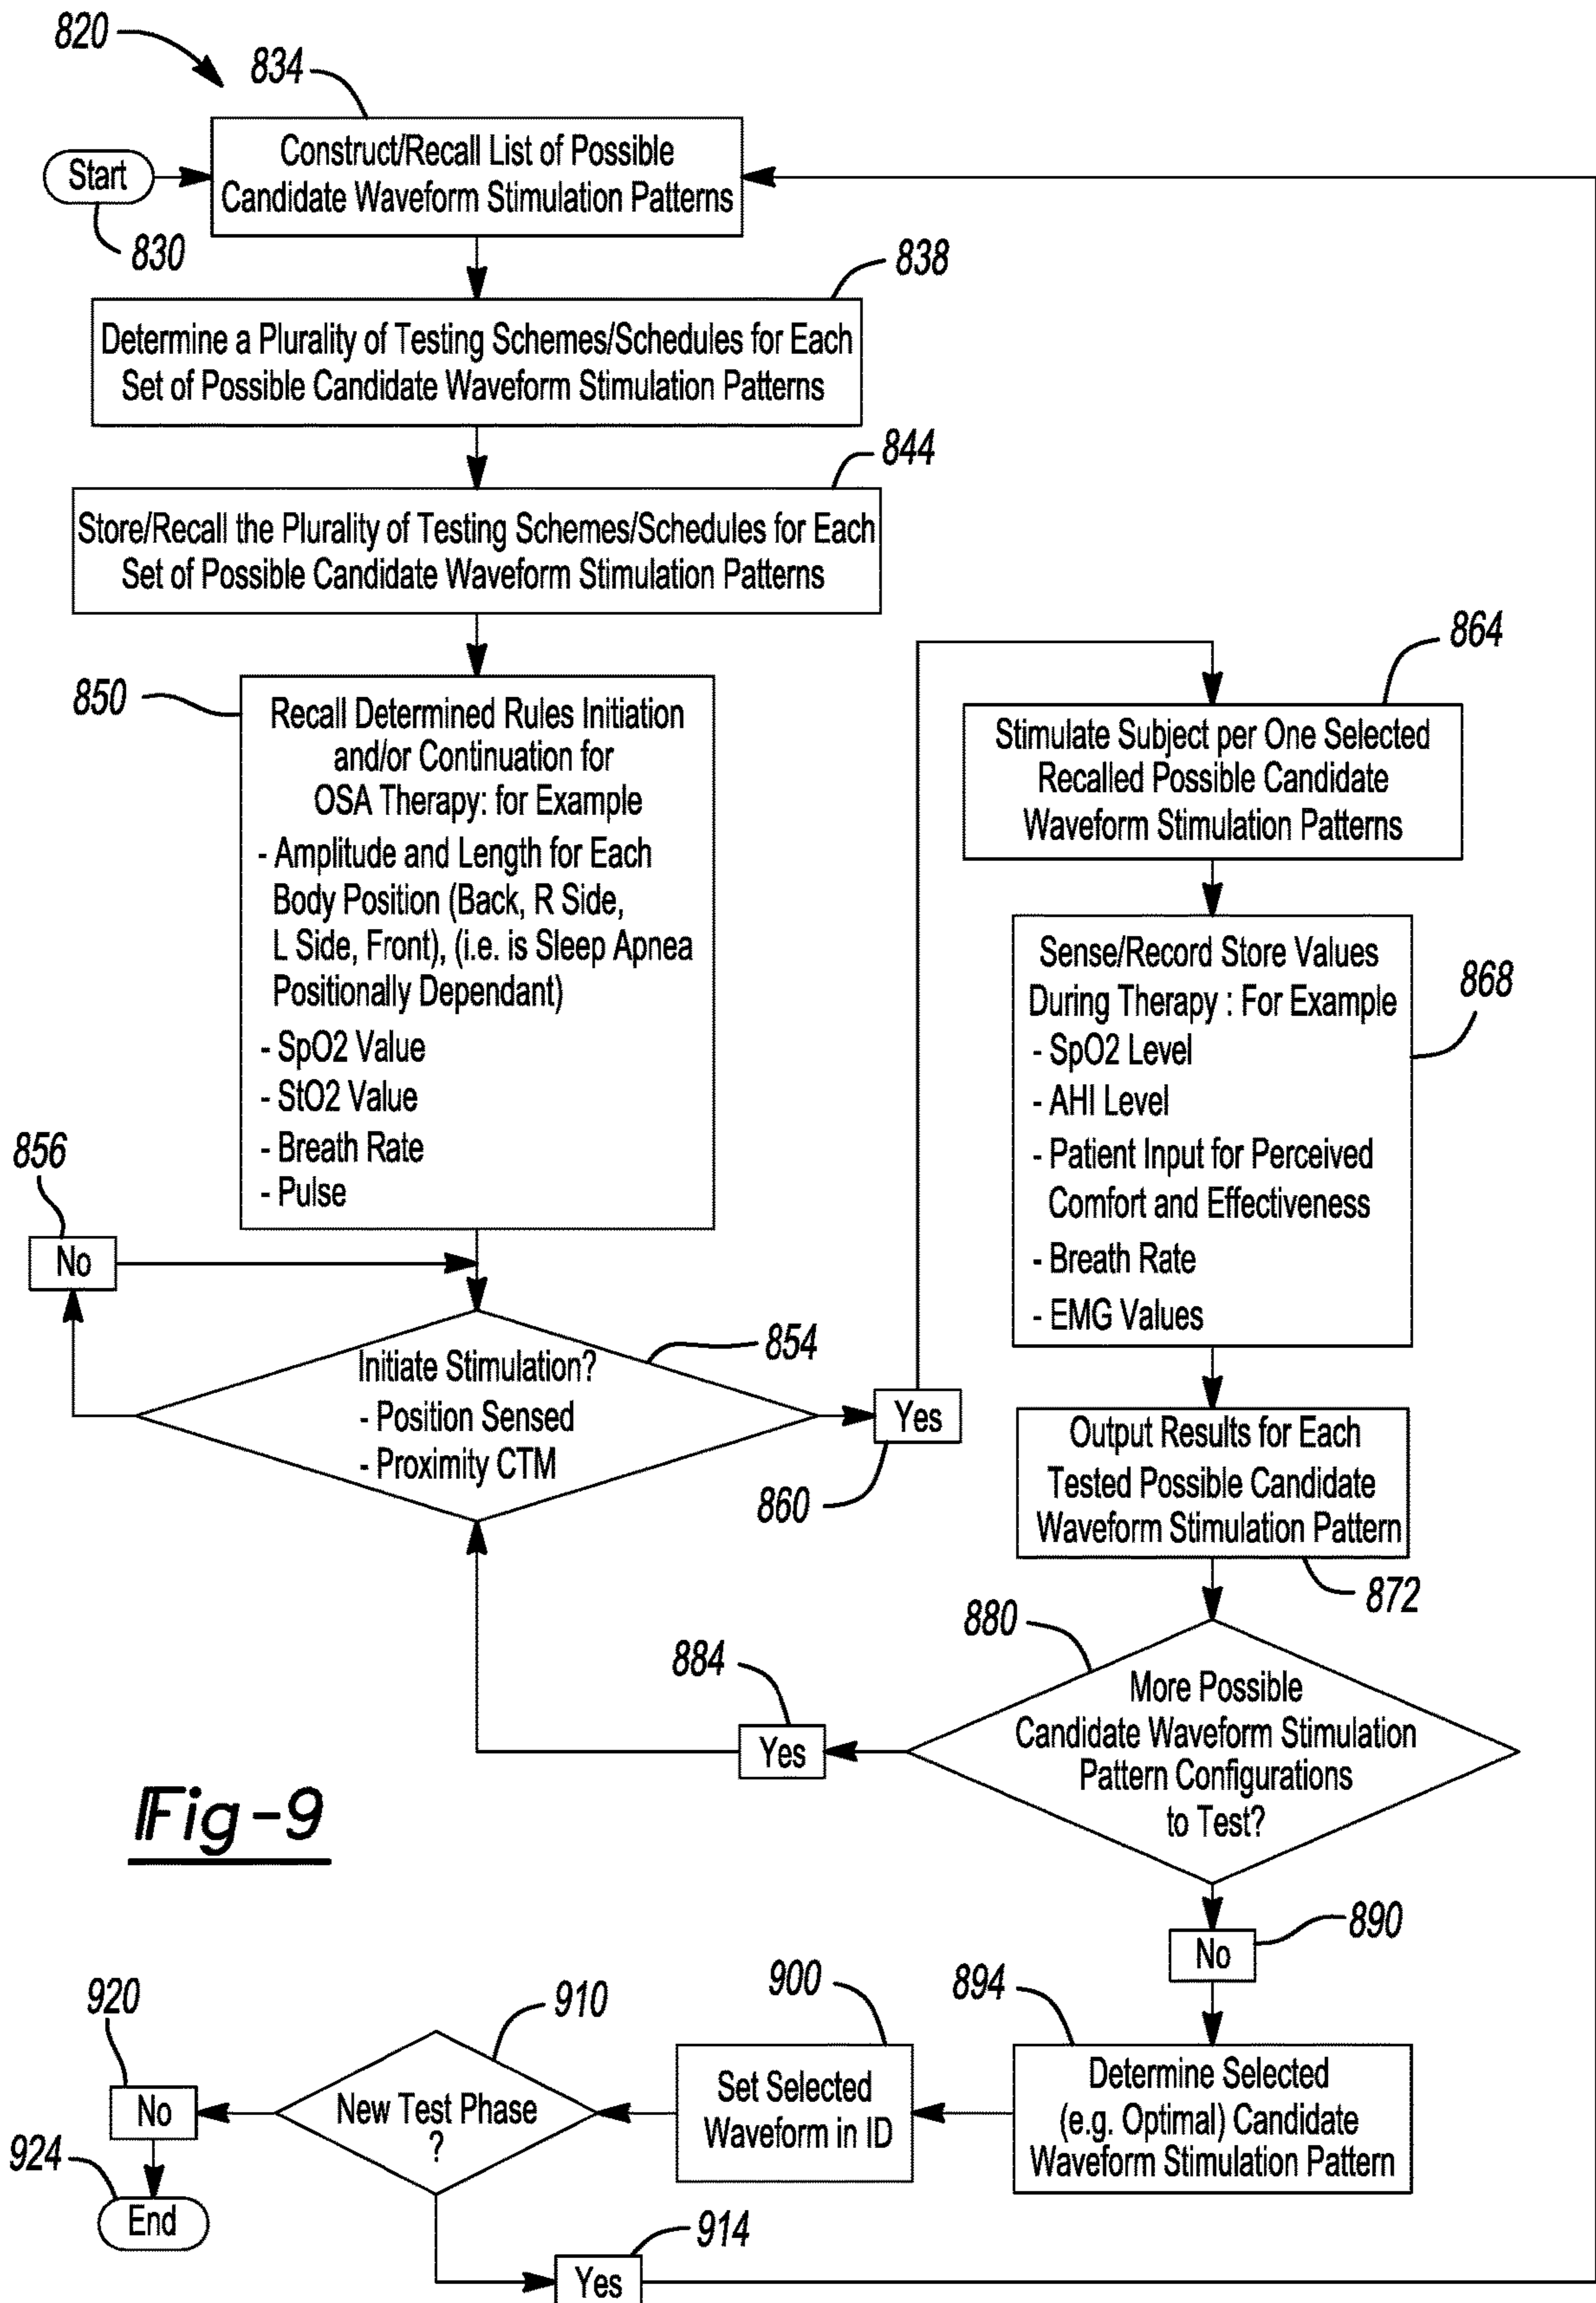 820
834
Construct/Recall List of Possible
Candidate Waveform Stimulation Patterns
Start
830
838
Determine a Plurality of Testing Schemes/Schedules for Each
Set of Possible Candidate Waveform Stimulation Patterns
844
Store/Recall the Plurality of Testing Schemes/Schedules for Each
Set of Possible Candidate Waveform Stimulation Patterns
850
Recall Determined Rules Initiation
and/or Continuation for
OSA Therapy: for Example
- Amplitude and Length for Each
Body Position (Back, R Side,
L Side, Front), (i.e. is Sleep Apnea
Positionally Dependant)
- SpO2 Value
- StO2 Value
- Breath Rate
- Pulse
856
No
854
Initiate Stimulation?
- Position Sensed
- Proximity CTM
Yes
860
864
Stimulate Subject per One Selected
Recalled Possible Candidate
Waveform Stimulation Patterns
868
Sense/Record Store Values
During Therapy : For Example
- SpO2 Level
- AHI Level
- Patient Input for Perceived
Comfort and Effectiveness
- Breath Rate
- EMG Values
Output Results for Each
Tested Possible Candidate
Waveform Stimulation Pattern
872
880
More Possible
Candidate Waveform Stimulation
Pattern Configurations
to Test?
884
Yes
Fig-9
No
890
894
Determine Selected
(e.g. Optimal) Candidate
Waveform Stimulation Pattern
900
Set Selected
Waveform in ID
910
New Test Phase
?
920
No
924
End
914
Yes